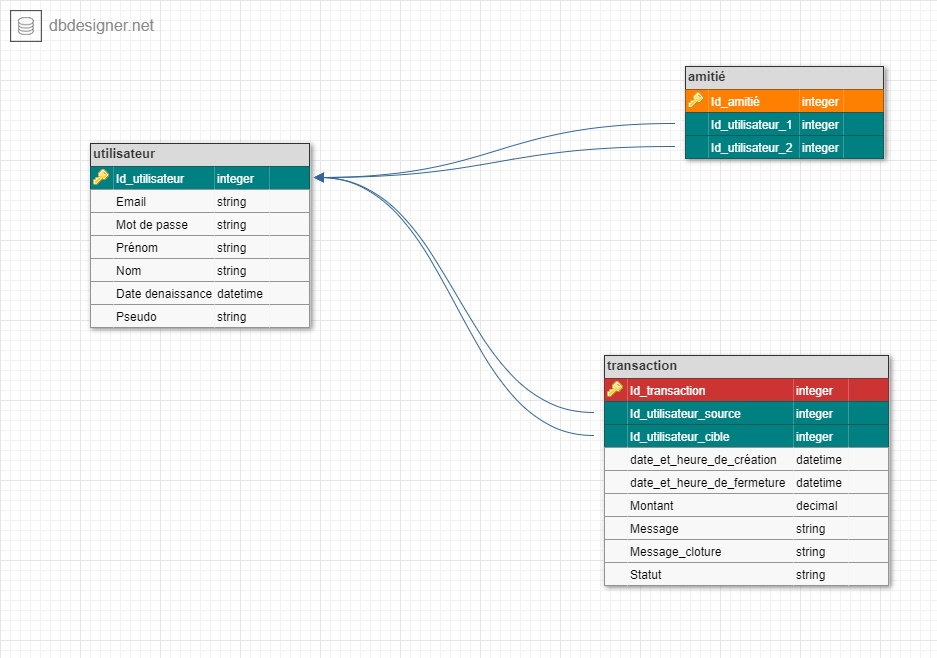 dbdesigner.net
amitié
Id_amitié integer
Id_utilisateur_1 integer
Id_utilisateur_2 integer
utilisateur
Id_utilisateur integer
Email string
Mot de passe string
Prénom string
Nom string
Date denaissance datetime
Pseudo string
transaction
Id_transaction integer
Id_utilisateur_source integer
Id_utilisateur_cible integer
date_et_heure_de_création datetime
date_et_heure_de_fermeture datetime
Montant decimal
Message string
Message_cloture string
Statut string